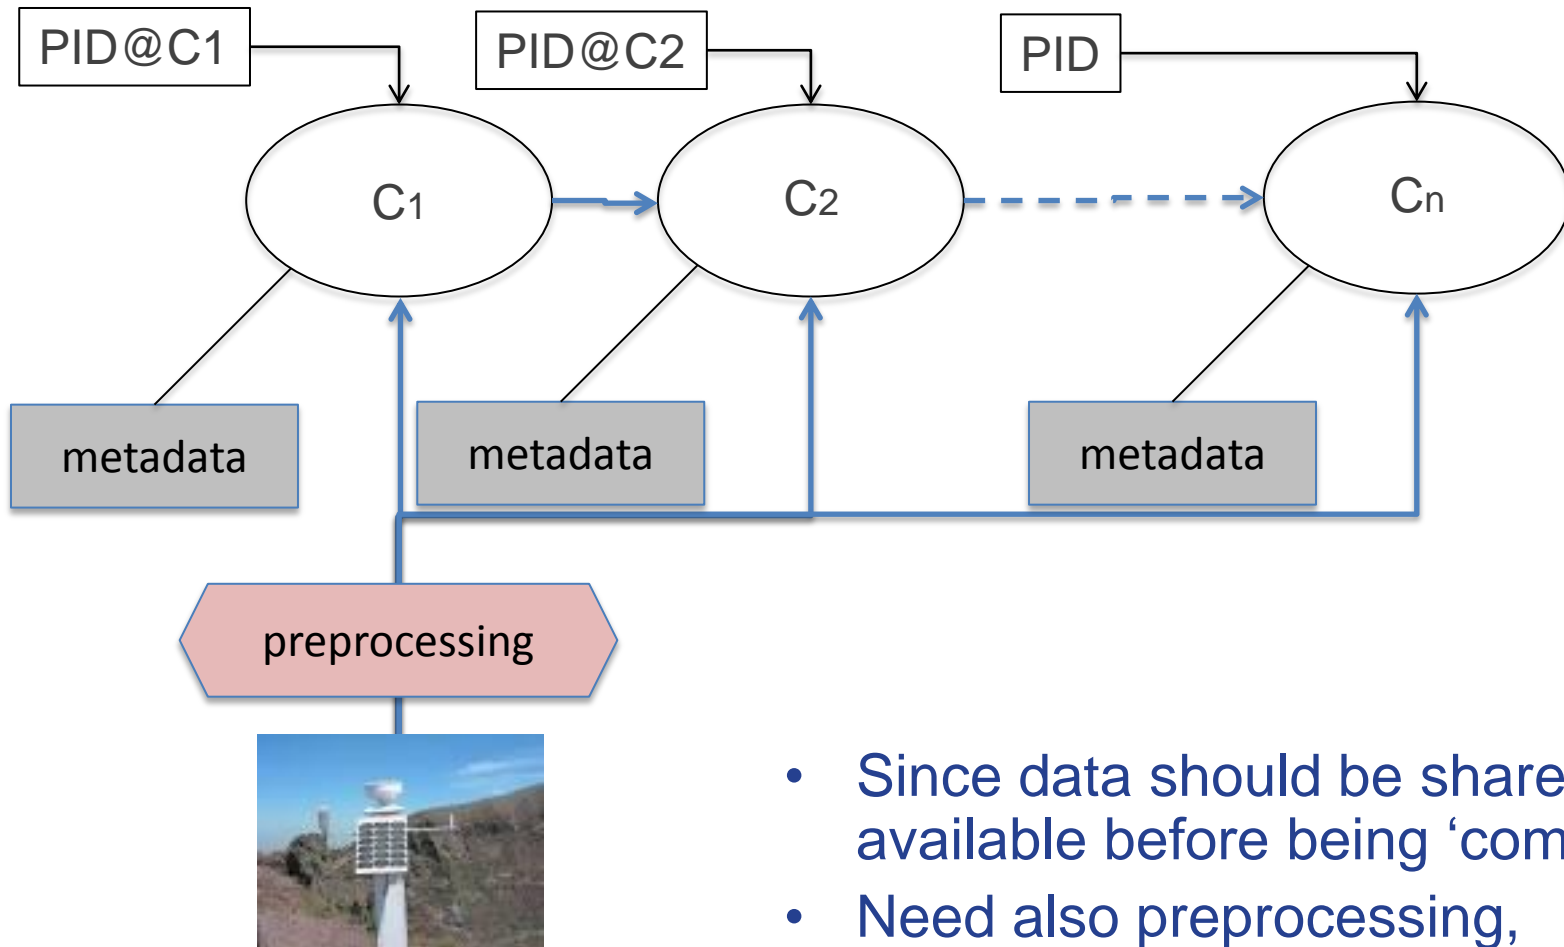 PID@C1
PID@C2
PID
C1
C2
Cn
metadata
metadata
metadata
preprocessing
• Since data should be share
available before being ‘com
• Need also preprocessing,